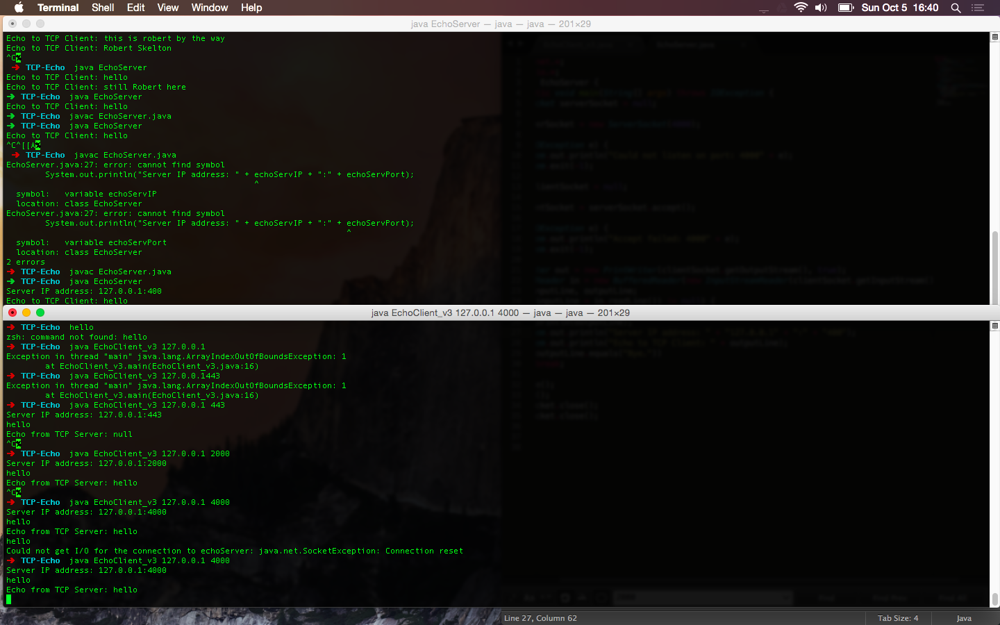 Terminal Shell Edit View Window Help Sun Oct 5 16:40
java EchoServer — java — java — 201×29
Echo to TCP Client: this is robert by the way
Echo to TCP Client: Robert Skelton
^C
➜ TCP-Echo java EchoServer
Echo to TCP Client: hello
Echo to TCP Client: still Robert here
➜ TCP-Echo java EchoServer
Echo to TCP Client: hello
➜ TCP-Echo javac EchoServer.java
➜ TCP-Echo java EchoServer
Echo to TCP Client: hello
^C^[[A
➜ TCP-Echo javac EchoServer.java
EchoServer.java:27: error: cannot find symbol
System.out.println("Server IP address: " + echoServIP + ":" + echoServPort);
^
symbol: variable echoServIP
location: class EchoServer
EchoServer.java:27: error: cannot find symbol
System.out.println("Server IP address: " + echoServIP + ":" + echoServPort);
^
symbol: variable echoServPort
location: class EchoServer
2 errors
➜ TCP-Echo javac EchoServer.java
➜ TCP-Echo java EchoServer
Server IP address: 127.0.0.1:400
Echo to TCP Client: hello
java EchoClient_v3 127.0.0.1 4000 — java — java — 201×29
➜ TCP-Echo hello
zsh: command not found: hello
➜ TCP-Echo java EchoClient_v3 127.0.0.1
Exception in thread "main" java.lang.ArrayIndexOutOfBoundsException: 1
at EchoClient_v3.main(EchoClient_v3.java:16)
➜ TCP-Echo java EchoClient_v3 127.0.0.1443
Exception in thread "main" java.lang.ArrayIndexOutOfBoundsException: 1
at EchoClient_v3.main(EchoClient_v3.java:16)
➜ TCP-Echo java EchoClient_v3 127.0.0.1 443
Server IP address: 127.0.0.1:443
hello
Echo from TCP Server: null
^C
➜ TCP-Echo java EchoClient_v3 127.0.0.1 2000
Server IP address: 127.0.0.1:2000
hello
Echo from TCP Server: hello
^C
➜ TCP-Echo java EchoClient_v3 127.0.0.1 4000
Server IP address: 127.0.0.1:4000
hello
Echo from TCP Server: hello
hello
Could not get I/O for the connection to echoServer: java.net.SocketException: Connection reset
➜ TCP-Echo java EchoClient_v3 127.0.0.1 4000
Server IP address: 127.0.0.1:4000
hello
Echo from TCP Server: hello
Line 27, Column 62 Tab Size: 4 Java